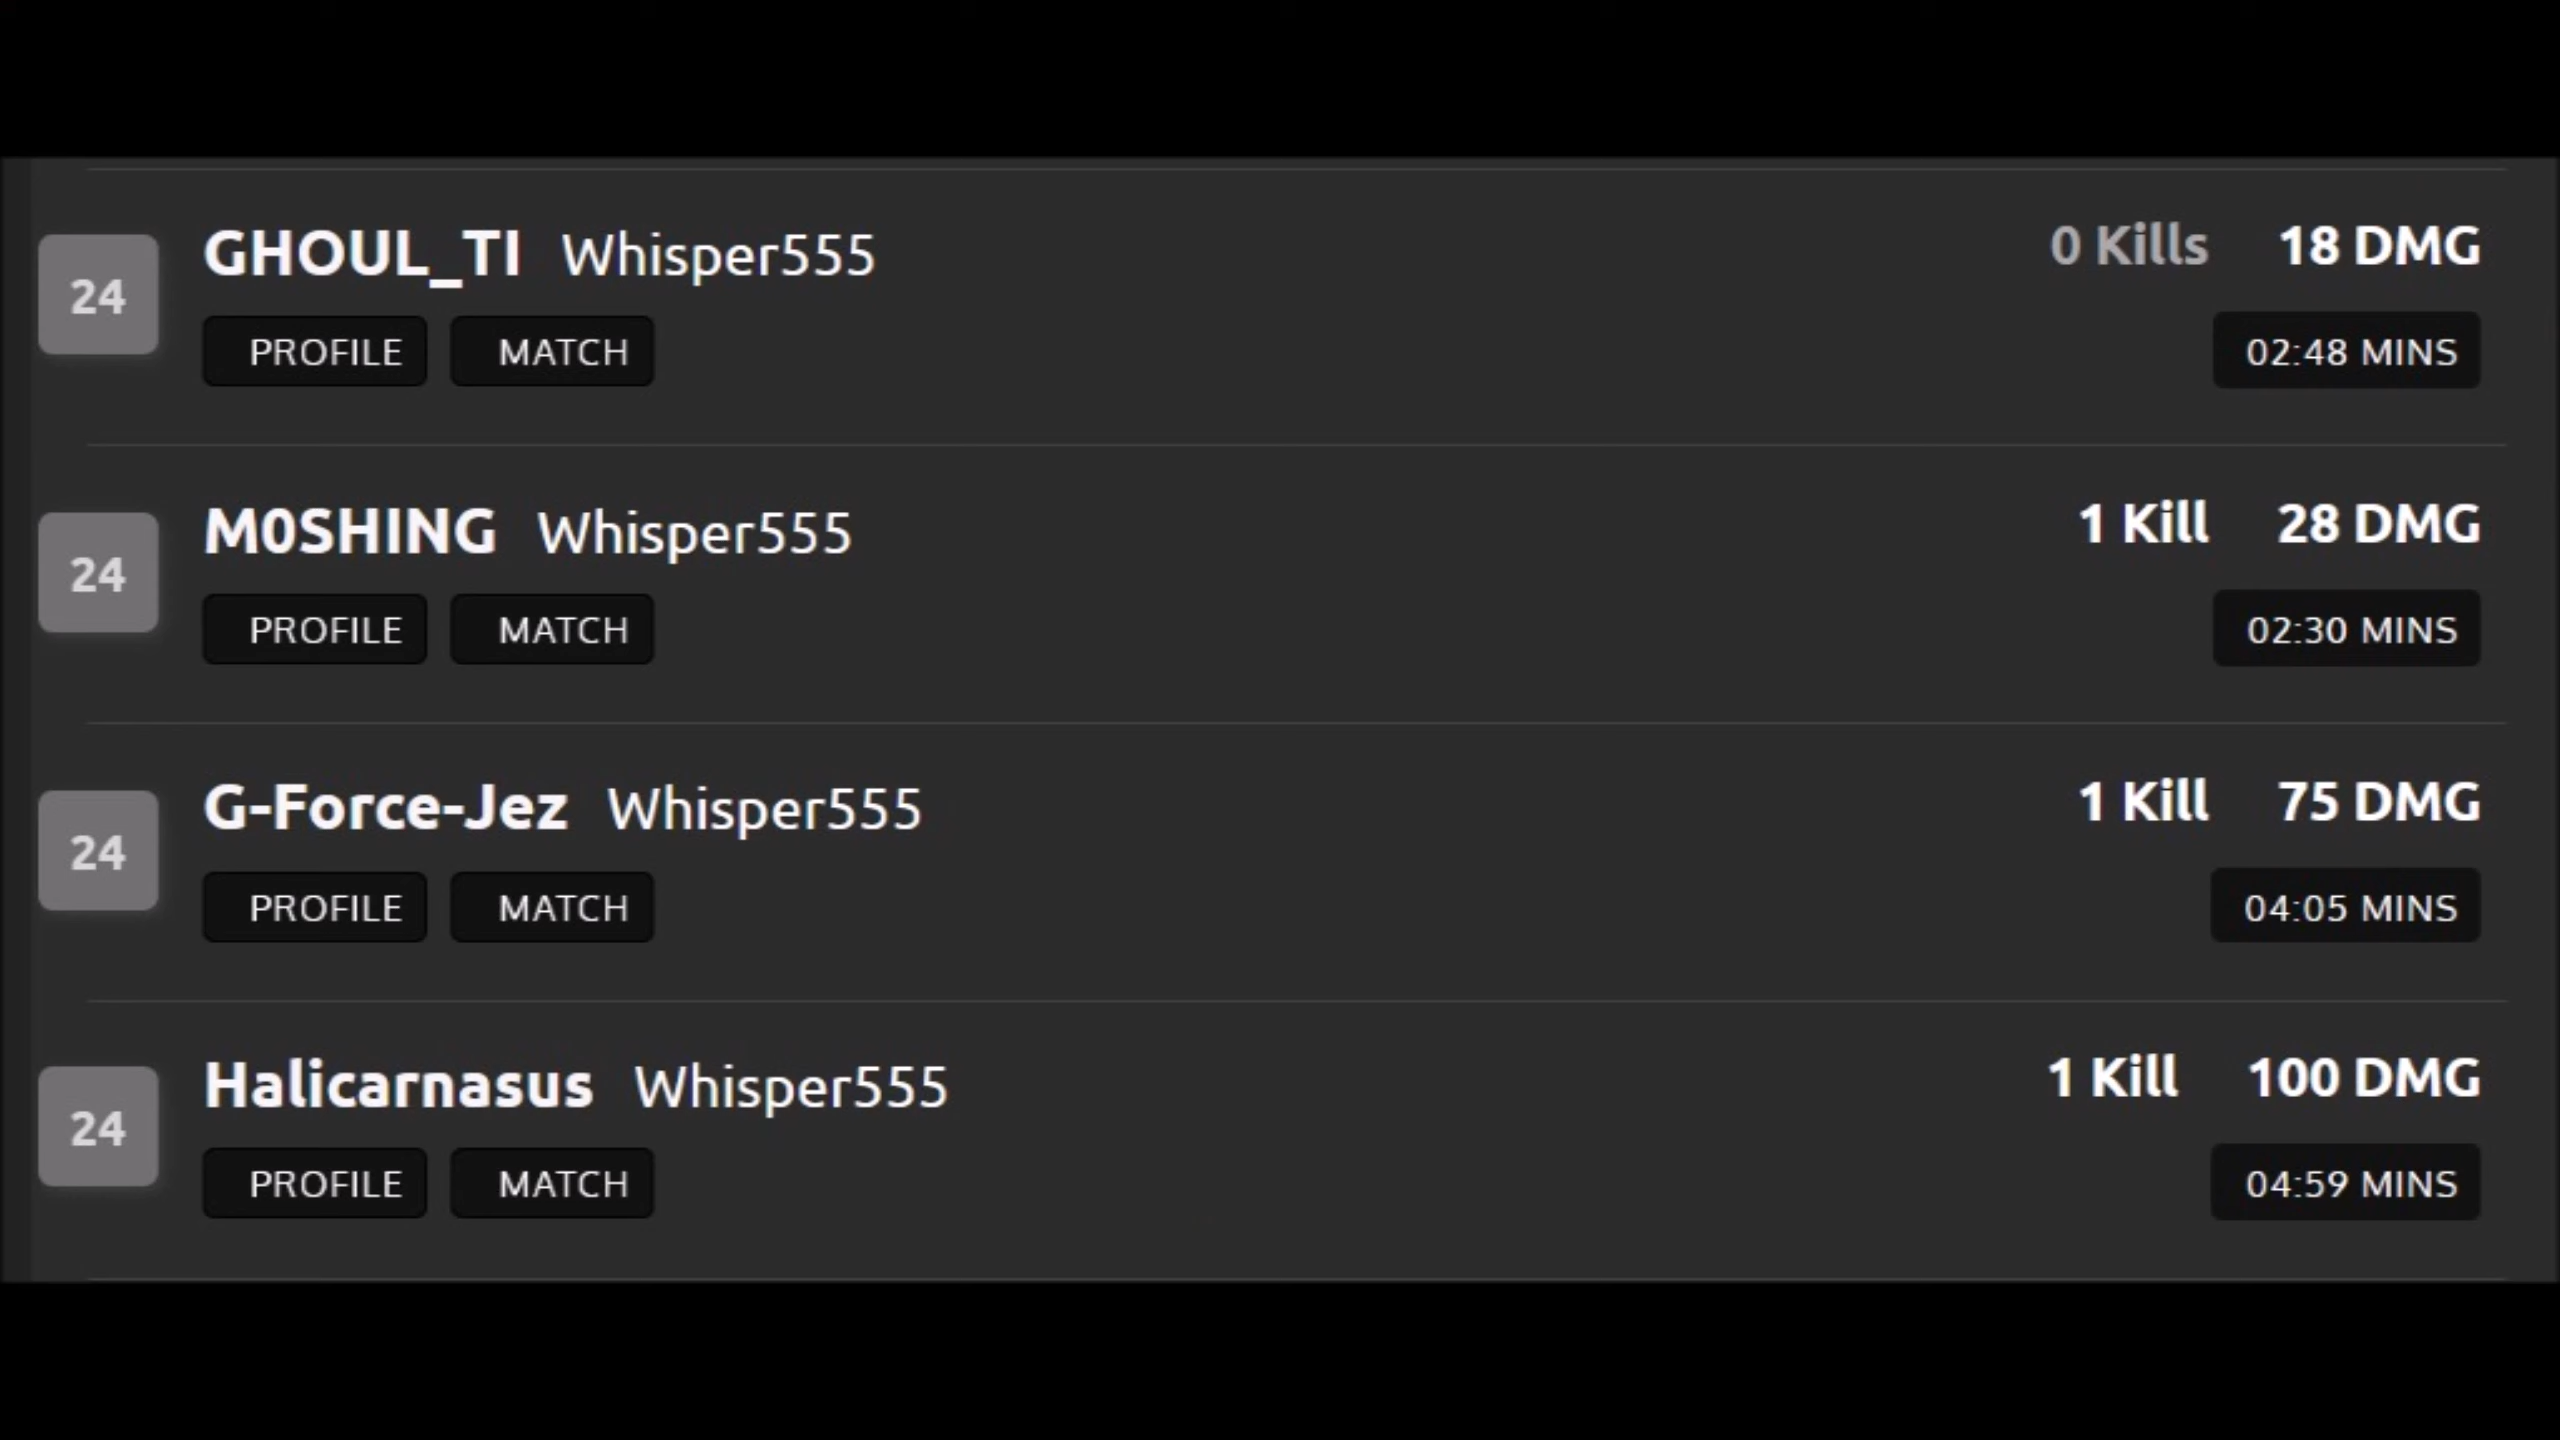 24 GHOUL_TI Whisper555 0 Kills 18 DMG
PROFILE MATCH 02:48 MINS
24 M0SHING Whisper555 1 Kill 28 DMG
PROFILE MATCH 02:30 MINS
24 G-Force-Jez Whisper555 1 Kill 75 DMG
PROFILE MATCH 04:05 MINS
24 Halicarnasus Whisper555 1 Kill 100 DMG
PROFILE MATCH 04:59 MINS